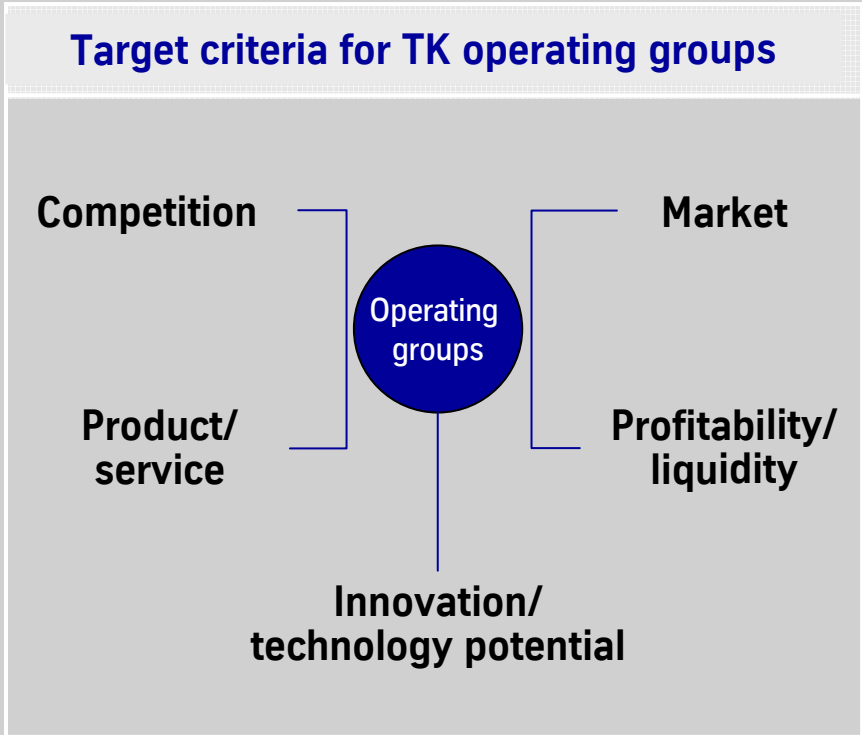 Target criteria for TK operating groups
Competition
Market
Operating
groups
Product/
service
Profitability/
liquidity
Innovation/
technology potential